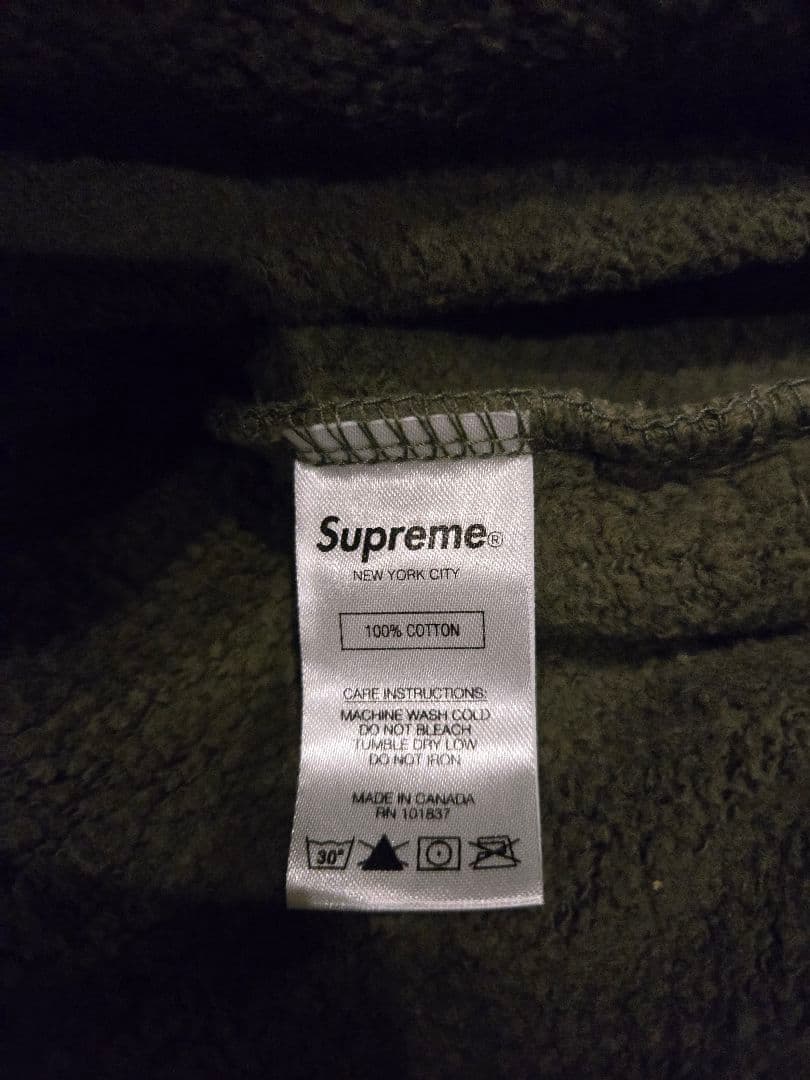 Supreme®
NEW YORK CITY
100% COTTON
CARE INSTRUCTIONS:
MACHINE WASH COLD
DO NOT BLEACH
TUMBLE DRY LOW
DO NOT IRON
MADE IN CANADA
RN 101837
30°